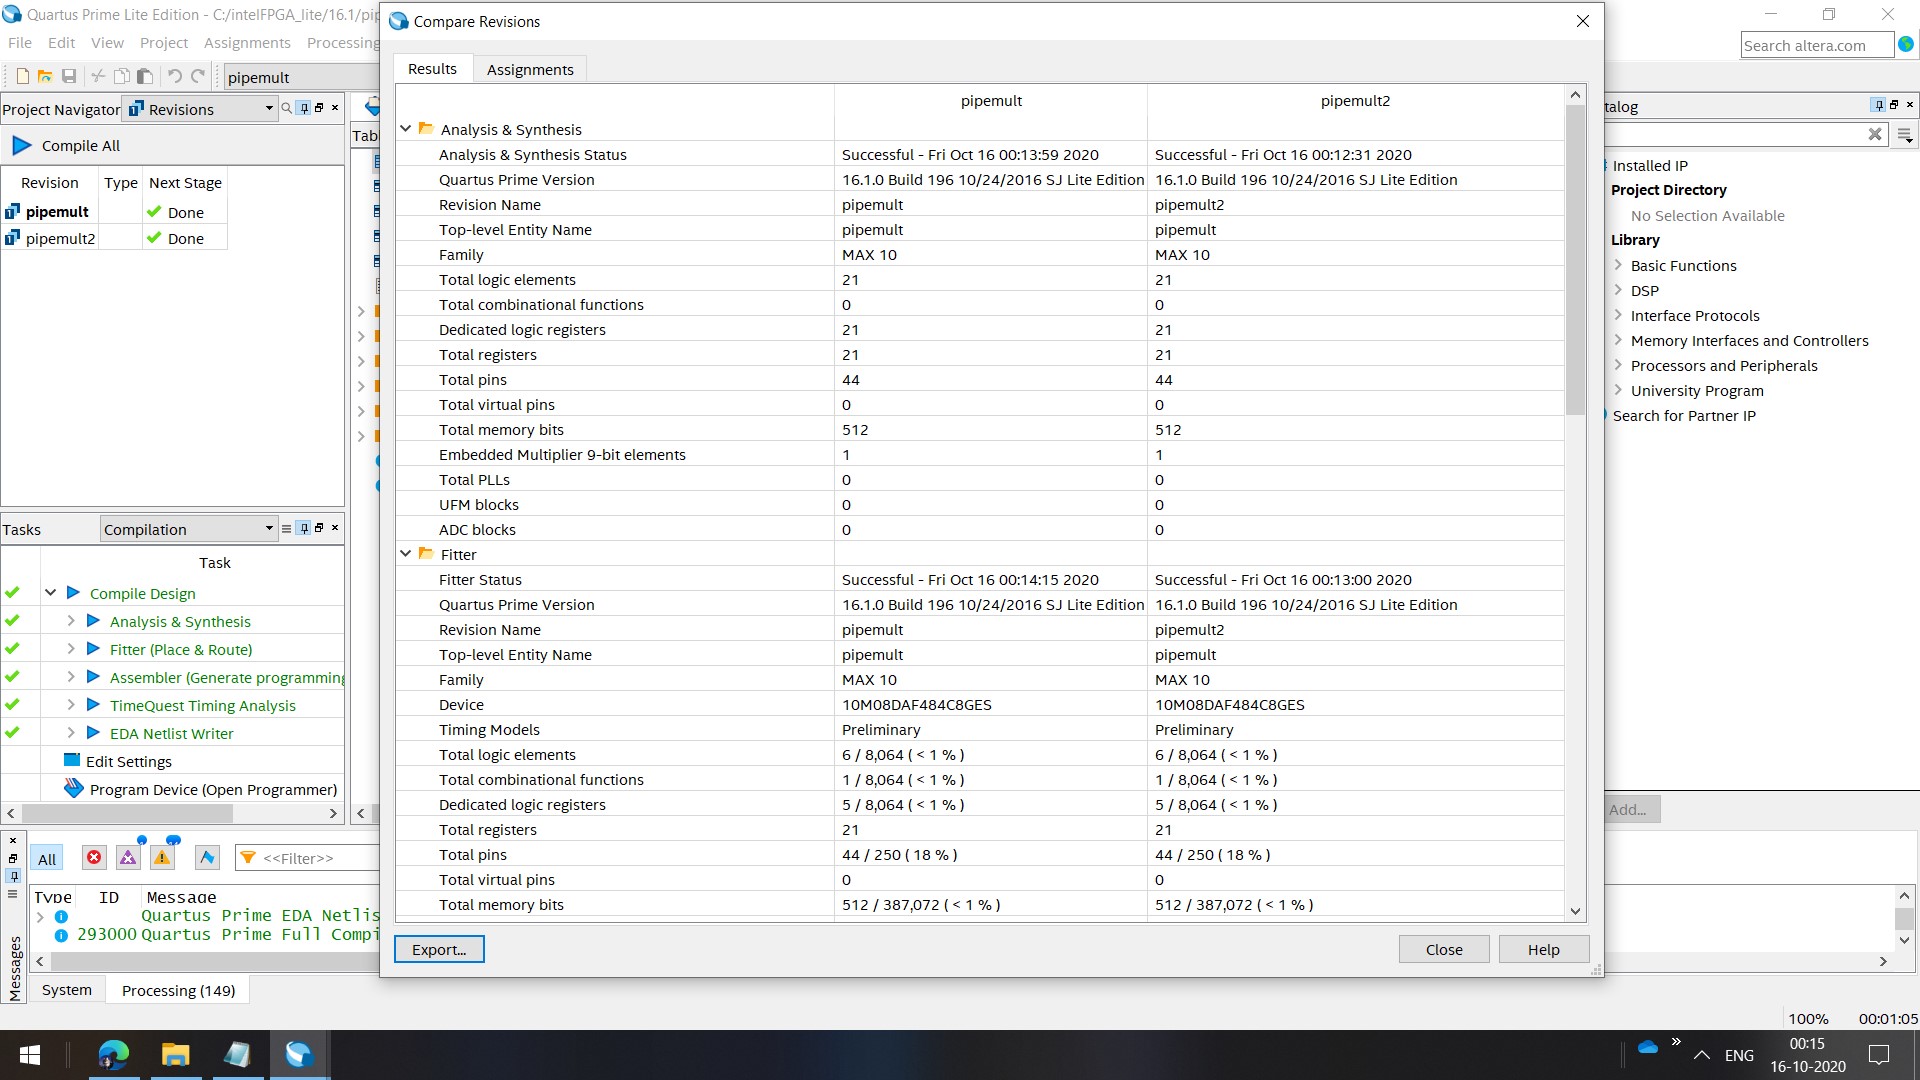 Quartus Prime Lite Edition - C:/intelFPGA_lite/16.1/pip
File Edit View Project Assignments Processing
Search altera.com
pipemult
Project Navigator Revisions
Compile All
Revision Type Next Stage
pipemult Done
pipemult2 Done
Tasks Compilation
Task
Compile Design
Analysis & Synthesis
Fitter (Place & Route)
Assembler (Generate programming
TimeQuest Timing Analysis
EDA Netlist Writer
Edit Settings
Program Device (Open Programmer)
Tabl
Compare Revisions
Results Assignments
pipemult pipemult2
Analysis & Synthesis
Analysis & Synthesis Status Successful - Fri Oct 16 00:13:59 2020 Successful - Fri Oct 16 00:12:31 2020
Quartus Prime Version 16.1.0 Build 196 10/24/2016 SJ Lite Edition 16.1.0 Build 196 10/24/2016 SJ Lite Edition
Revision Name pipemult pipemult2
Top-level Entity Name pipemult pipemult
Family MAX 10 MAX 10
Total logic elements 21 21
Total combinational functions 0 0
Dedicated logic registers 21 21
Total registers 21 21
Total pins 44 44
Total virtual pins 0 0
Total memory bits 512 512
Embedded Multiplier 9-bit elements 1 1
Total PLLs 0 0
UFM blocks 0 0
ADC blocks 0 0
Fitter
Fitter Status Successful - Fri Oct 16 00:14:15 2020 Successful - Fri Oct 16 00:13:00 2020
Quartus Prime Version 16.1.0 Build 196 10/24/2016 SJ Lite Edition 16.1.0 Build 196 10/24/2016 SJ Lite Edition
Revision Name pipemult pipemult2
Top-level Entity Name pipemult pipemult
Family MAX 10 MAX 10
Device 10M08DAF484C8GES 10M08DAF484C8GES
Timing Models Preliminary Preliminary
Total logic elements 6 / 8,064 ( < 1 % ) 6 / 8,064 ( < 1 % )
Total combinational functions 1 / 8,064 ( < 1 % ) 1 / 8,064 ( < 1 % )
Dedicated logic registers 5 / 8,064 ( < 1 % ) 5 / 8,064 ( < 1 % )
Total registers 21 21
Total pins 44 / 250 ( 18 % ) 44 / 250 ( 18 % )
Total virtual pins 0 0
Total memory bits 512 / 387,072 ( < 1 % ) 512 / 387,072 ( < 1 % )
Export... Close Help
talog
Installed IP
Project Directory
No Selection Available
Library
Basic Functions
DSP
Interface Protocols
Memory Interfaces and Controllers
Processors and Peripherals
University Program
Search for Partner IP
Add...
All <<Filter>>
Type ID Message
Quartus Prime EDA Netlis
293000 Quartus Prime Full Compi
Messages
System Processing (149)
100% 00:01:05
ENG
00:15
16-10-2020